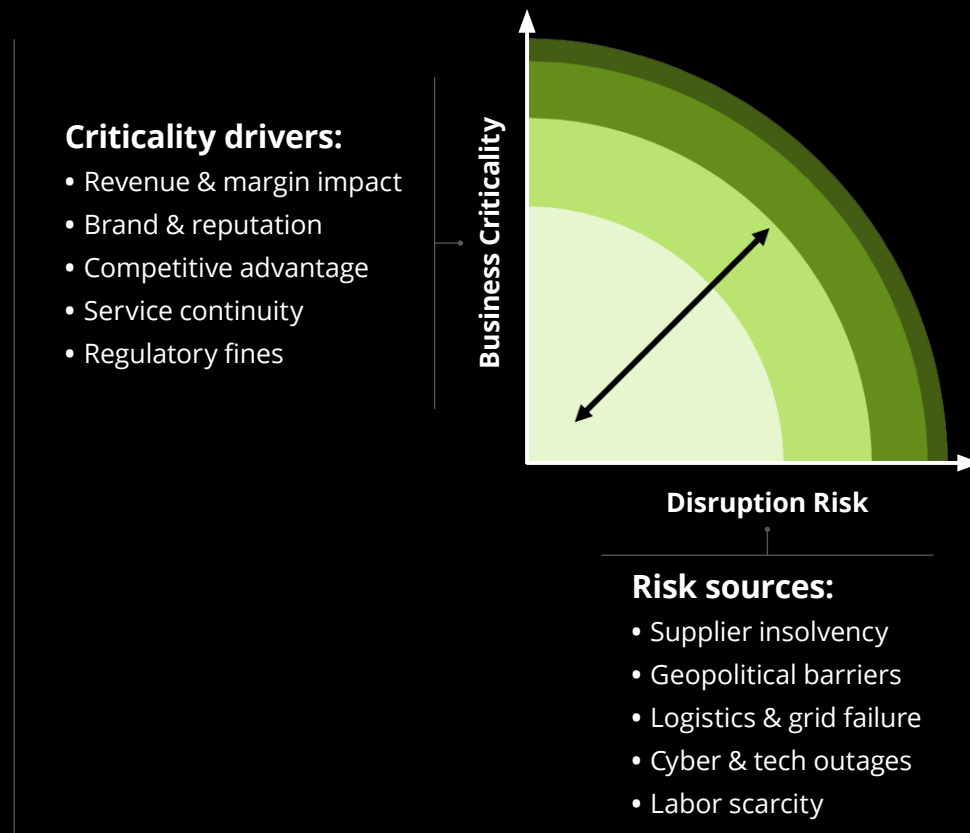 Criticality drivers:
• Revenue & margin impact
• Brand & reputation
• Competitive advantage
• Service continuity
• Regulatory fines
Business Criticality
Disruption Risk
Risk sources:
• Supplier insolvency
• Geopolitical barriers
• Logistics & grid failure
• Cyber & tech outages
• Labor scarcity